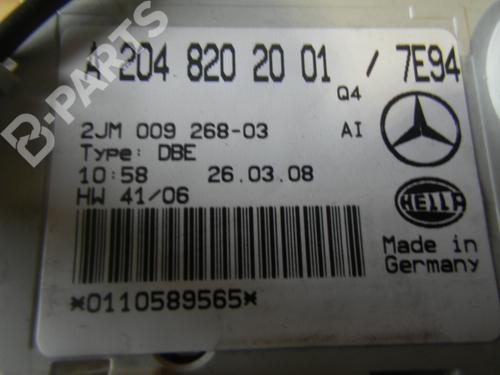 A 204 820 20 01 / 7E94
Q4
2JM 009 268-03 AI
Type: DBE
10:58 26.03.08
HW 41/06
HELLA
Made in
Germany
*0110589565*
B-PARTS